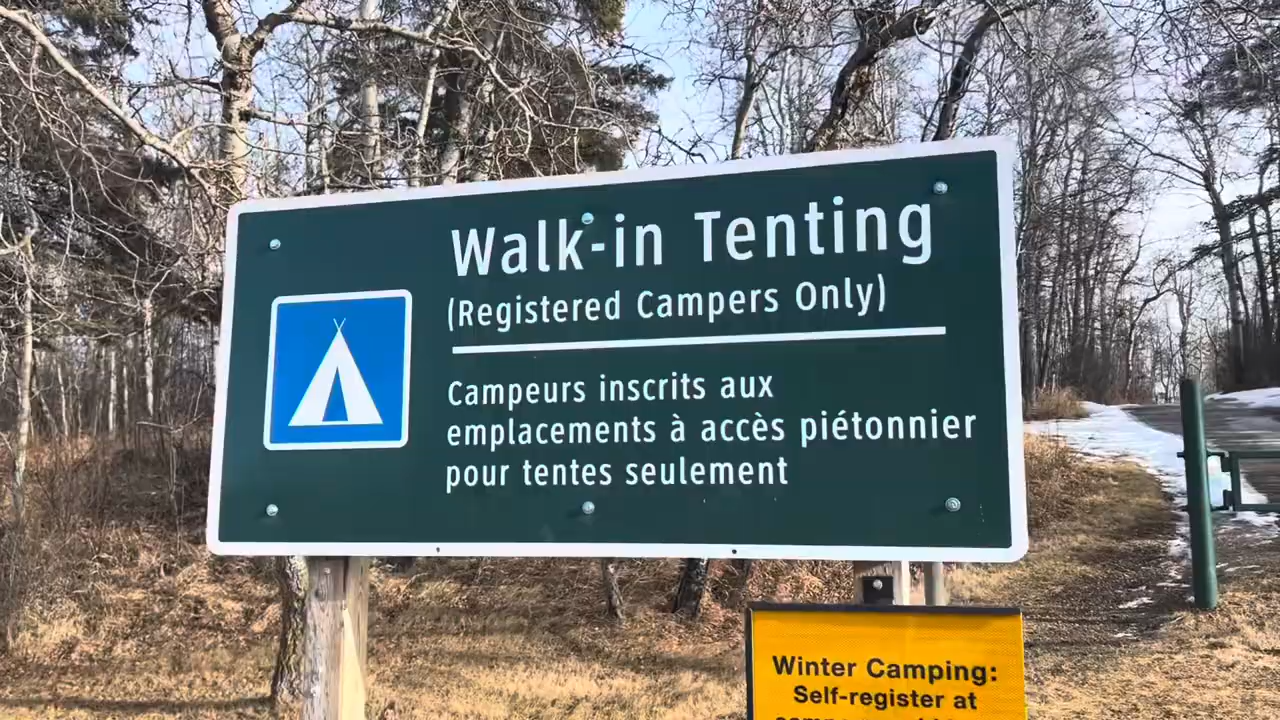 Walk-in Tenting
(Registered Campers Only)
Campeurs inscrits aux
emplacements à accès piétonnier
pour tentes seulement
Winter Camping:
Self-register at